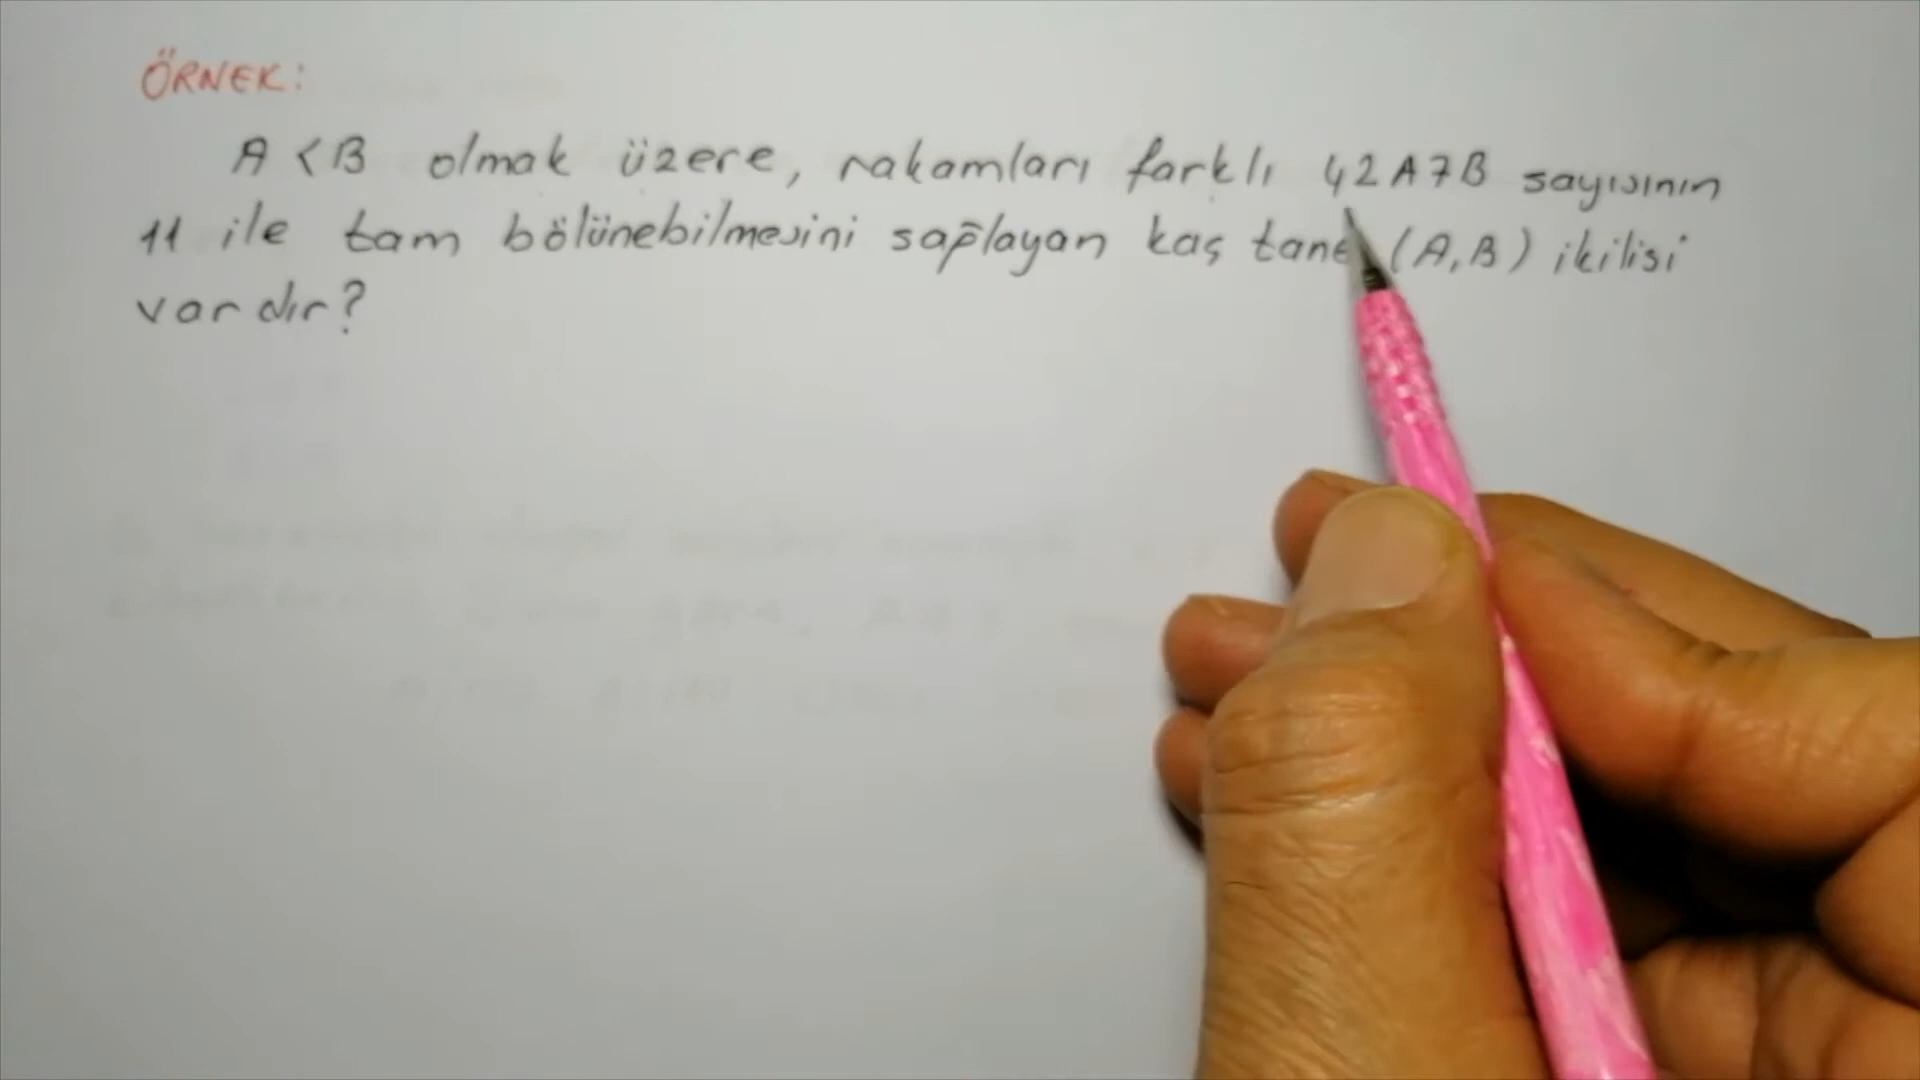 ÖRNEK:
A < B olmak üzere, rakamları farklı 42A7B sayısının
11 ile tam bölünebilmesini sağlayan kaç tane (A,B) ikilisi
vardır?